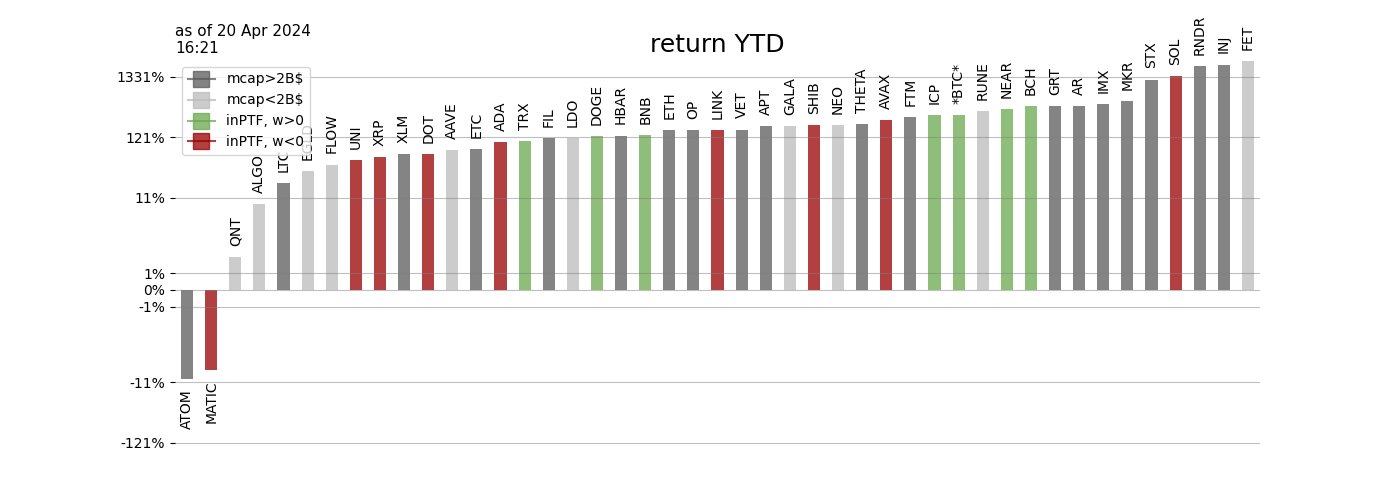 as of 20 Apr 2024
16:21
return YTD
mcap>2B$
mcap<2B$
inPTF, w>0
inPTF, w<0
1331%
121%
11%
1%
0%
-1%
-11%
-121%
ATOM
MATIC
QNT
ALGO
LTC
EGLD
FLOW
UNI
XRP
XLM
DOT
AAVE
ETC
ADA
TRX
FIL
LDO
DOGE
HBAR
BNB
ETH
OP
LINK
VET
APT
GALA
SHIB
NEO
THETA
AVAX
FTM
ICP
*BTC*
RUNE
NEAR
BCH
GRT
AR
IMX
MKR
STX
SOL
RNDR
INJ
FET